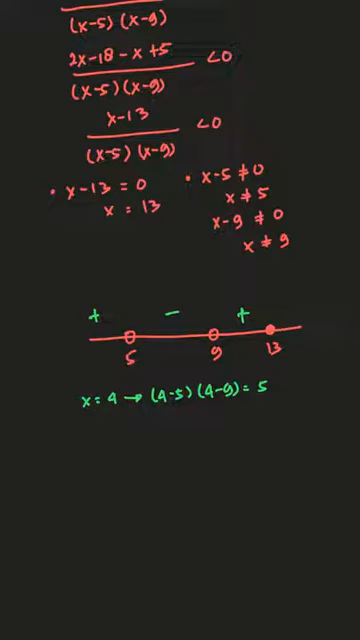 (x-5) (x-9)
2x-18-x+5 <0
(x-5) (x-9)
x-13 <0
(x-5) (x-9)
• x-13 = 0
x = 13
• x-5 ≠ 0
x ≠ 5
x-9 ≠ 0
x ≠ 9
+ - +
5 9 13
x = 4 → (4-5) (4-9) = 5